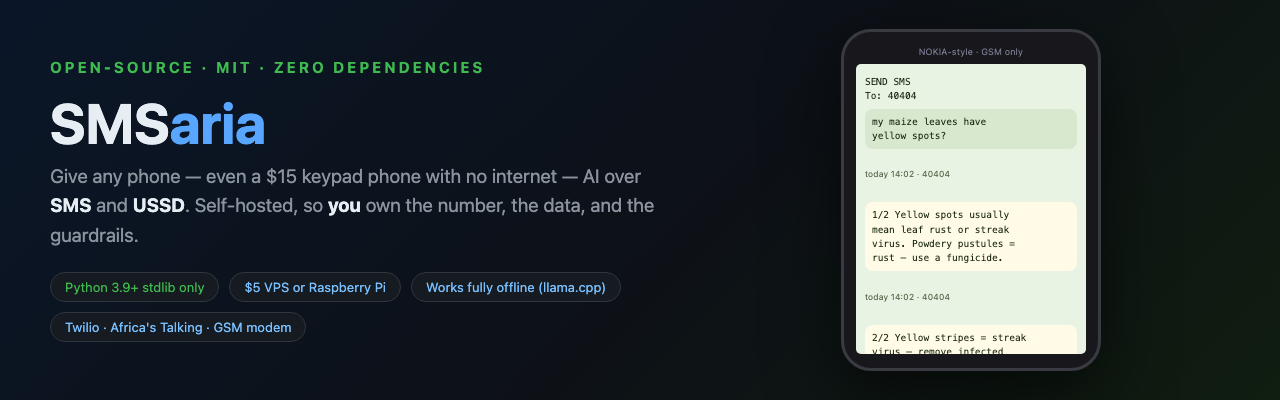 OPEN-SOURCE · MIT · ZERO DEPENDENCIES
SMSaria
Give any phone — even a $15 keypad phone with no internet — AI over
SMS and USSD. Self-hosted, so you own the number, the data, and the
guardrails.
Python 3.9+ stdlib only
$5 VPS or Raspberry Pi
Works fully offline (llama.cpp)
Twilio · Africa's Talking · GSM modem
NOKIA-style · GSM only
SEND SMS
To: 40404
my maize leaves have
yellow spots?
today 14:02 · 40404
1/2 Yellow spots usually
mean leaf rust or streak
virus. Powdery pustules =
rust — use a fungicide.
today 14:02 · 40404
2/2 Yellow stripes = streak
virus — remove infected